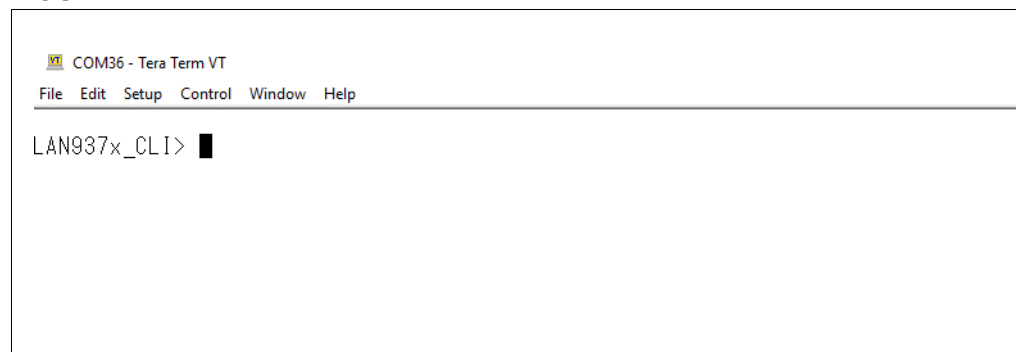 VT COM36 - Tera Term VT
File Edit Setup Control Window Help
LAN937x_CLI>